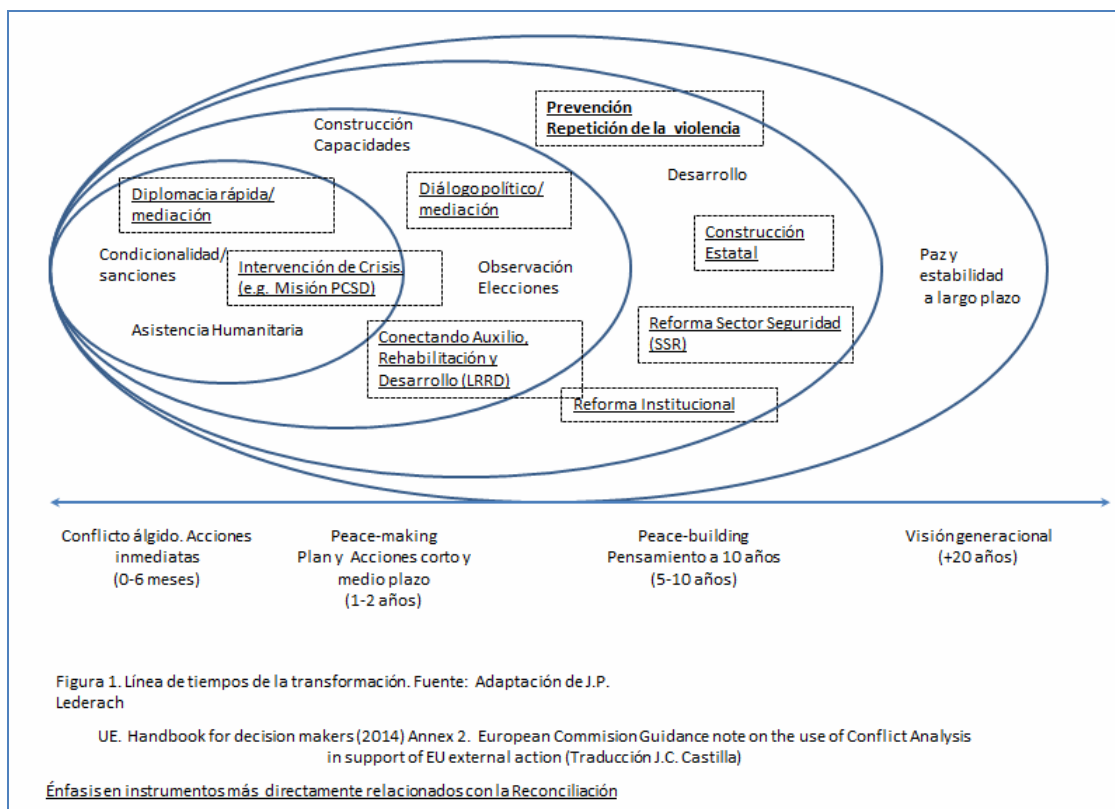 Prevención
Repetición de la violencia
Construcción
Capacidades
Desarrollo
Diplomacia rápida/
mediación
Diálogo político/
mediación
Construcción
Estatal
Condicionalidad/
sanciones
Intervención de Crisis.
(e.g. Misión PCSD)
Observación
Elecciones
Paz y
estabilidad
a largo plazo
Asistencia Humanitaria
Conectando Auxilio,
Rehabilitación y
Desarrollo (LRRD)
Reforma Sector Seguridad
(SSR)
Reforma Institucional
Conflicto álgido. Acciones
inmediatas
(0-6 meses)
Peace-making
Plan y Acciones corto y
medio plazo
(1-2 años)
Peace-building
Pensamiento a 10 años
(5-10 años)
Visión generacional
(+20 años)
Figura 1. Línea de tiempos de la transformación. Fuente: Adaptación de J.P.
Lederach
UE. Handbook for decision makers (2014) Annex 2. European Commision Guidance note on the use of Conflict Analysis
in support of EU external action (Traducción J.C. Castilla)
Énfasis en instrumentos más directamente relacionados con la Reconciliación